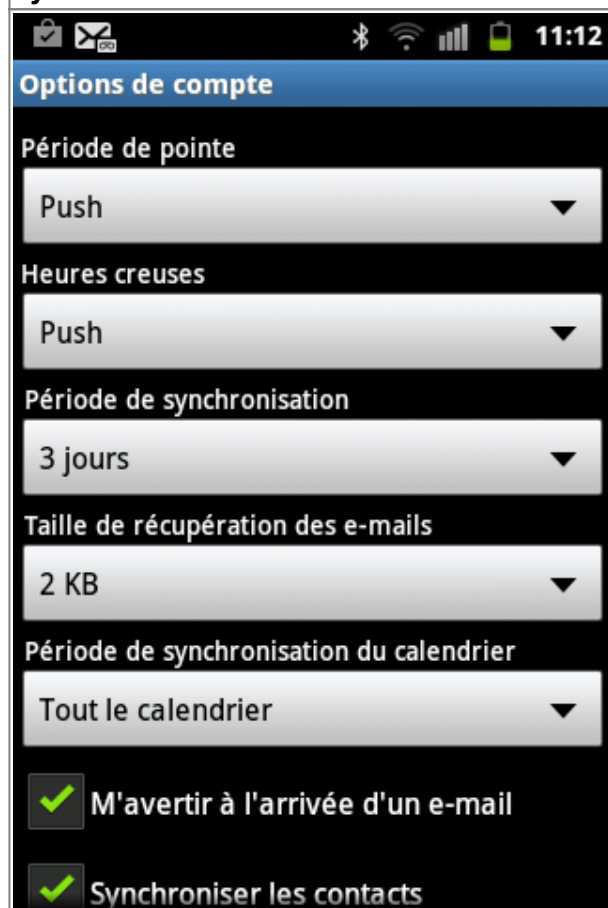 11:12
Options de compte
Période de pointe
Push
Heures creuses
Push
Période de synchronisation
3 jours
Taille de récupération des e-mails
2 KB
Période de synchronisation du calendrier
Tout le calendrier
M'avertir à l'arrivée d'un e-mail
Synchroniser les contacts